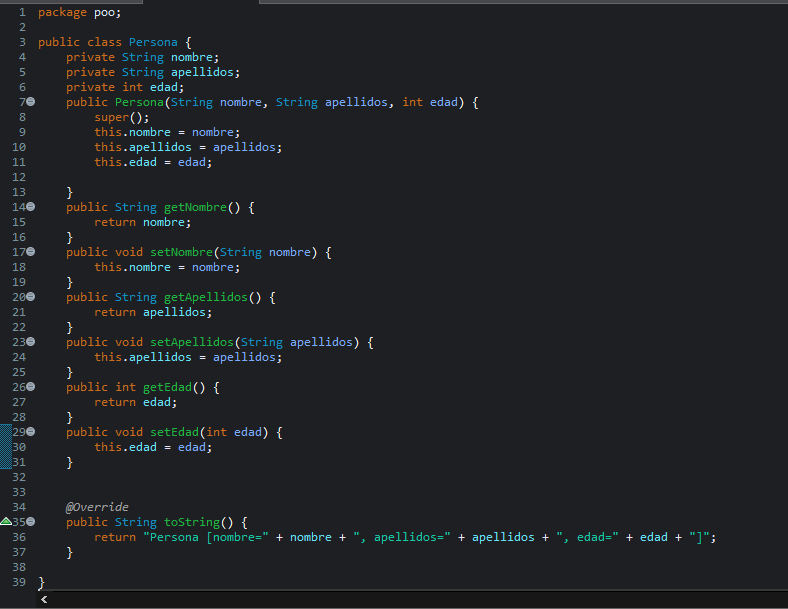 1 package poo;
2
3 public class Persona {
4     private String nombre;
5     private String apellidos;
6     private int edad;
7     public Persona(String nombre, String apellidos, int edad) {
8         super();
9         this.nombre = nombre;
10         this.apellidos = apellidos;
11         this.edad = edad;
12
13     }
14     public String getNombre() {
15         return nombre;
16     }
17     public void setNombre(String nombre) {
18         this.nombre = nombre;
19     }
20     public String getApellidos() {
21         return apellidos;
22     }
23     public void setApellidos(String apellidos) {
24         this.apellidos = apellidos;
25     }
26     public int getEdad() {
27         return edad;
28     }
29     public void setEdad(int edad) {
30         this.edad = edad;
31     }
32
33
34     @Override
35     public String toString() {
36         return "Persona [nombre=" + nombre + ", apellidos=" + apellidos + ", edad=" + edad + "]";
37     }
38
39 }